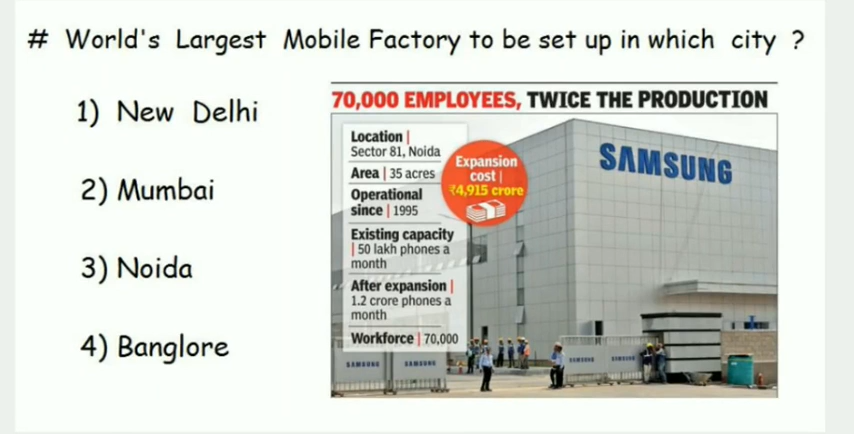 # World's Largest Mobile Factory to be set up in which city ?
1) New Delhi
2) Mumbai
3) Noida
4) Banglore
70,000 EMPLOYEES, TWICE THE PRODUCTION
Location |
Sector 81, Noida
Area | 35 acres
Operational
since | 1995
Existing capacity
| 50 lakh phones a
month
After expansion |
1.2 crore phones a
month
Workforce | 70,000
Expansion
cost |
₹4,915 crore
SAMSUNG
SAMSUNG
SAMSUNG
SAMSUNG
SAMSUNG